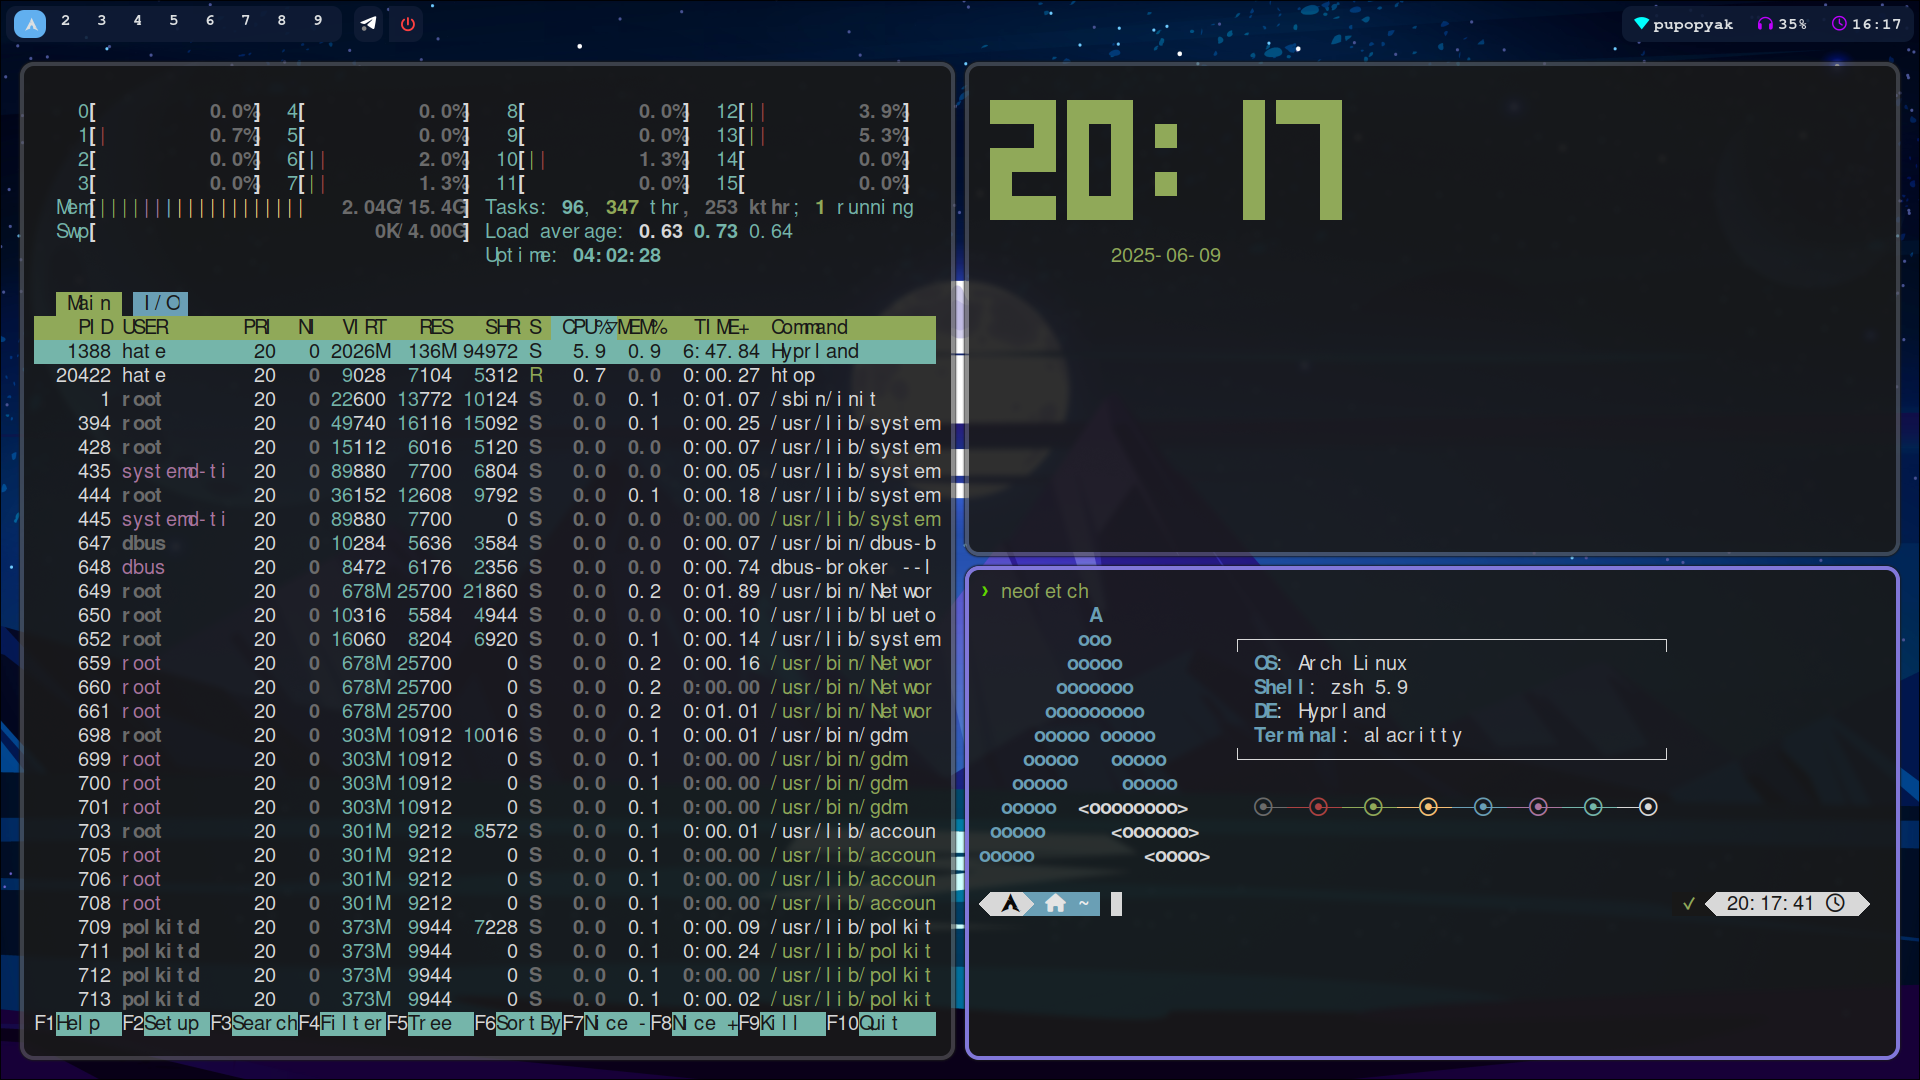 2 3 4 5 6 7 8 9 pupopyak 35% 16:17
0[ 0.0%] 4[ 0.0%] 8[ 0.0%] 12[|| 3.9%]
1[| 0.7%] 5[ 0.0%] 9[ 0.0%] 13[|| 5.3%]
2[ 0.0%] 6[|| 2.0%] 10[|| 1.3%] 14[ 0.0%]
3[ 0.0%] 7[|| 1.3%] 11[ 0.0%] 15[ 0.0%]
Mem[||||||||||||||||||| 2.04G/15.4G] Tasks: 96, 347 thr, 253 kthr; 1 running
Swp[ 0K/4.00G] Load average: 0.63 0.73 0.64
Uptime: 04:02:28
Main I/O
PID USER PRI NI VIRT RES SHR S CPU%▽MEM% TIME+ Command
1388 hate 20 0 2026M 136M 94972 S 5.9 0.9 6:47.84 Hyprland
20422 hate 20 0 9028 7104 5312 R 0.7 0.0 0:00.27 htop
1 root 20 0 22600 13772 10124 S 0.0 0.1 0:01.07 /sbin/init
394 root 20 0 49740 16116 15092 S 0.0 0.1 0:00.25 /usr/lib/system
428 root 20 0 15112 6016 5120 S 0.0 0.0 0:00.07 /usr/lib/system
435 systemd-ti 20 0 89880 7700 6804 S 0.0 0.0 0:00.05 /usr/lib/system
444 root 20 0 36152 12608 9792 S 0.0 0.1 0:00.18 /usr/lib/system
445 systemd-ti 20 0 89880 7700 0 S 0.0 0.0 0:00.00 /usr/lib/system
647 dbus 20 0 10284 5636 3584 S 0.0 0.0 0:00.07 /usr/bin/dbus-b
648 dbus 20 0 8472 6176 2356 S 0.0 0.0 0:00.74 dbus-broker --l
649 root 20 0 678M 25700 21860 S 0.0 0.2 0:01.89 /usr/bin/Networ
650 root 20 0 10316 5584 4944 S 0.0 0.0 0:00.10 /usr/lib/blueto
652 root 20 0 16060 8204 6920 S 0.0 0.1 0:00.14 /usr/lib/system
659 root 20 0 678M 25700 0 S 0.0 0.2 0:00.16 /usr/bin/Networ
660 root 20 0 678M 25700 0 S 0.0 0.2 0:00.00 /usr/bin/Networ
661 root 20 0 678M 25700 0 S 0.0 0.2 0:01.01 /usr/bin/Networ
698 root 20 0 303M 10912 10016 S 0.0 0.1 0:00.01 /usr/bin/gdm
699 root 20 0 303M 10912 0 S 0.0 0.1 0:00.00 /usr/bin/gdm
700 root 20 0 303M 10912 0 S 0.0 0.1 0:00.00 /usr/bin/gdm
701 root 20 0 303M 10912 0 S 0.0 0.1 0:00.00 /usr/bin/gdm
703 root 20 0 301M 9212 8572 S 0.0 0.1 0:00.01 /usr/lib/accoun
705 root 20 0 301M 9212 0 S 0.0 0.1 0:00.00 /usr/lib/accoun
706 root 20 0 301M 9212 0 S 0.0 0.1 0:00.00 /usr/lib/accoun
708 root 20 0 301M 9212 0 S 0.0 0.1 0:00.00 /usr/lib/accoun
709 polkitd 20 0 373M 9944 7228 S 0.0 0.1 0:00.09 /usr/lib/polkit
711 polkitd 20 0 373M 9944 0 S 0.0 0.1 0:00.24 /usr/lib/polkit
712 polkitd 20 0 373M 9944 0 S 0.0 0.1 0:00.00 /usr/lib/polkit
713 polkitd 20 0 373M 9944 0 S 0.0 0.1 0:00.02 /usr/lib/polkit
F1Help F2Setup F3SearchF4FilterF5Tree F6SortByF7Nice -F8Nice +F9Kill F10Quit
20:17
2025-06-09
❯ neofetch
A
ooo
ooooo
ooooooo
ooooooooo
ooooo ooooo
ooooo ooooo
ooooo ooooo
ooooo <oooooooo>
ooooo <oooooo>
ooooo <oooo>
OS: Arch Linux
Shell: zsh 5.9
DE: Hyprland
Terminal: alacritty
~ ✓ 20:17:41